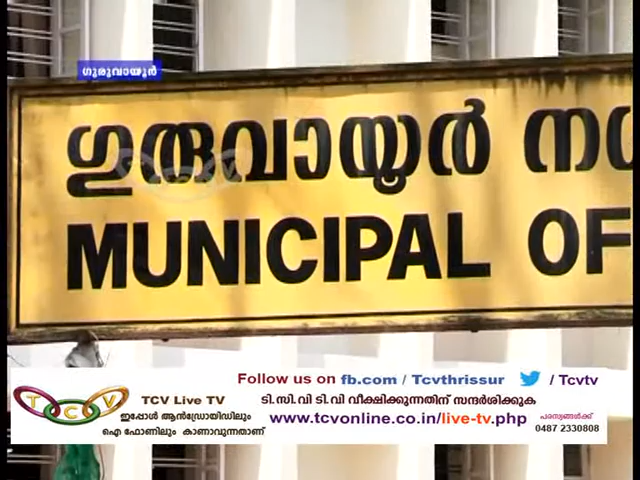 ഗുരുവായൂർ
ഗുരുവായൂർ
MUNICIPAL OF
Follow us on fb.com / Tcvthrissur / Tcvtv
TCV
TCV Live TV
ഇപ്പോൾ ആൻഡ്രോയിഡിലും
ഐ ഫോണിലും കാണാവുന്നതാണ്
ടി.സി.വി ടി.വി വീക്ഷിക്കുന്നതിന് സന്ദർശിക്കുക
www.tcvonline.co.in/live-tv.php
പരസ്യങ്ങൾക്ക്
0487 2330808